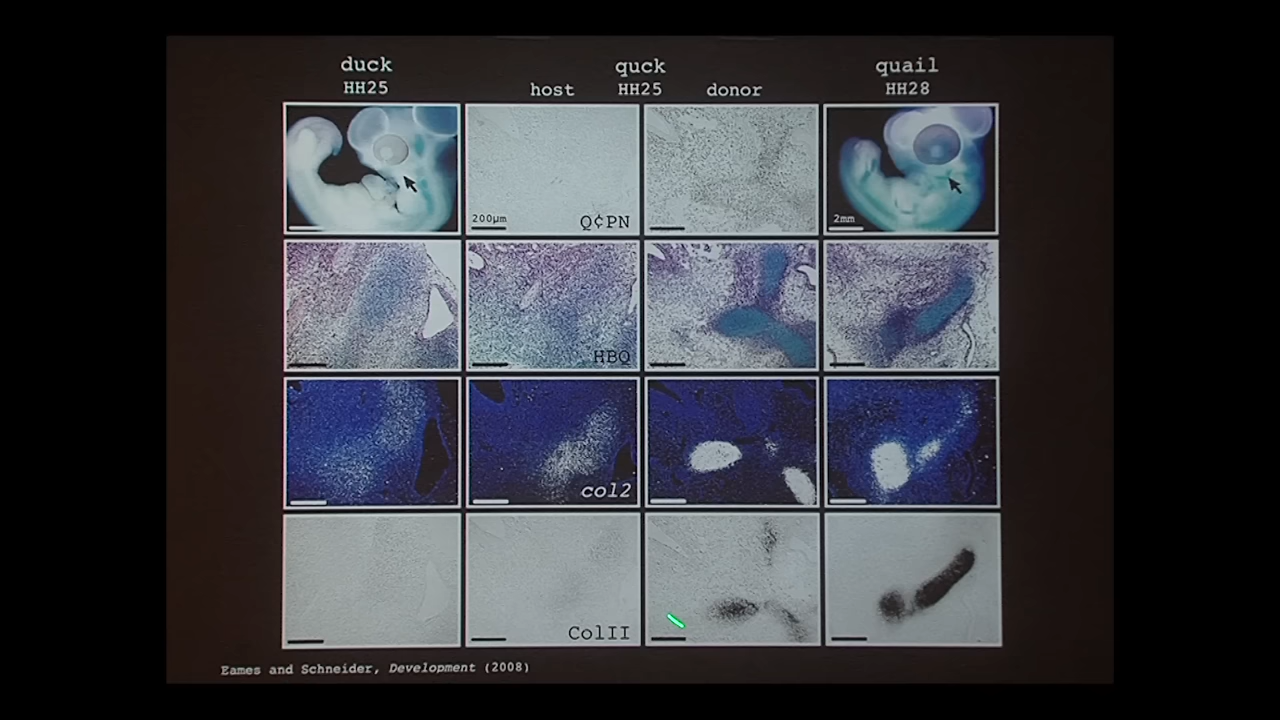 duck quck quail
HH25 host HH25 donor HH28
200µm Q¢PN 2mm
HBQ
col2
ColII
Eames and Schneider, Development (2008)